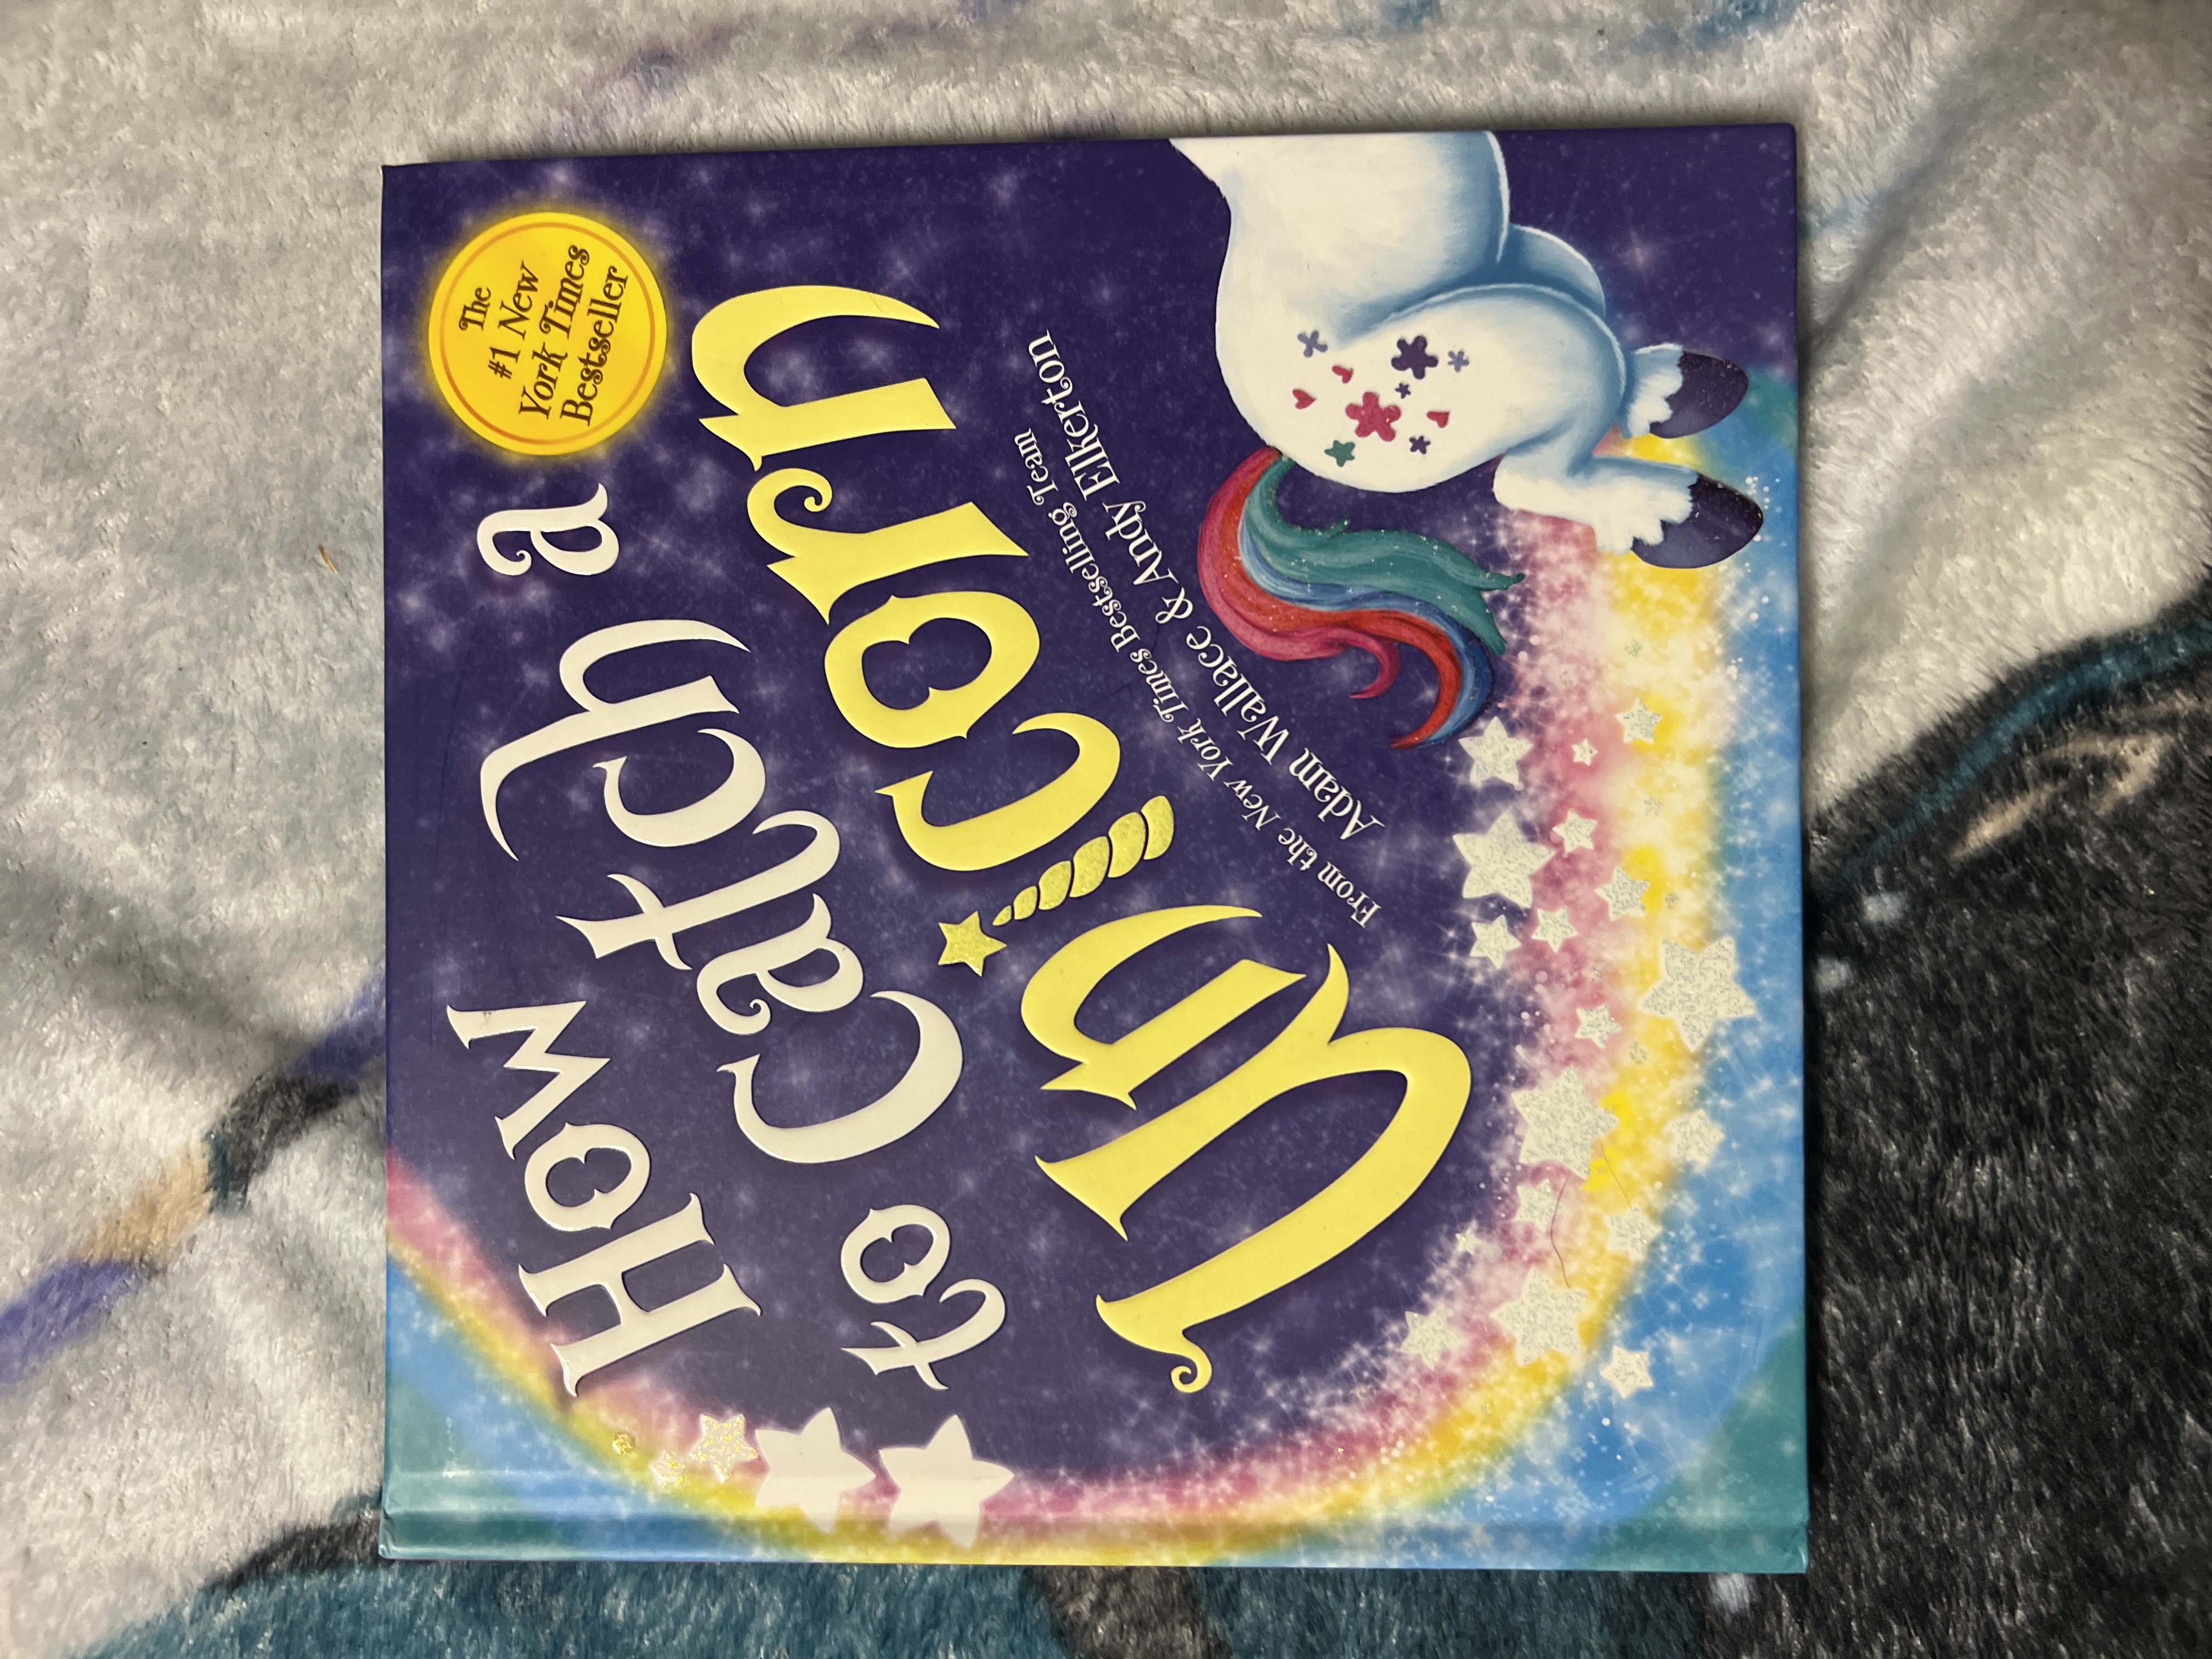 The
#1 New
York Times
Bestseller
How
to Catch a
Unicorn
From the New York Times Bestselling Team
Adam Wallace & Andy Elkerton